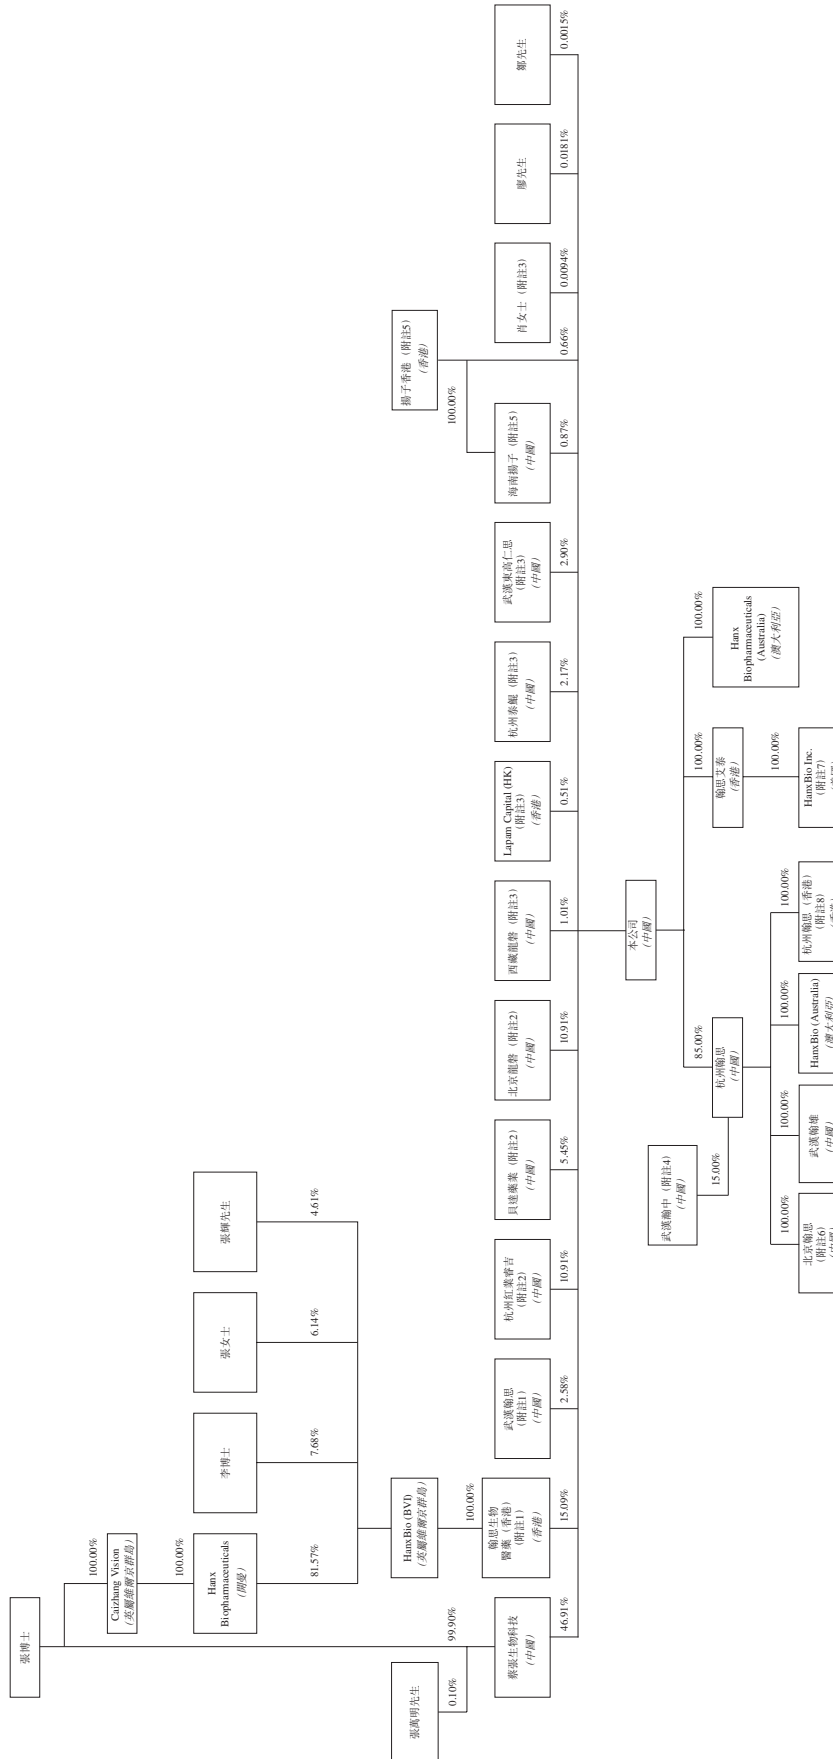 張博士
100.00%
Caizhang Vision
(英屬維爾京群島)
100.00%
Hanx
Biopharmaceuticals
(開曼)
李博士
張女士
張輝先生
81.57%
7.68%
6.14%
4.61%
HanxBio (BVI)
(英屬維爾京群島)
100.00%
張萬明先生
0.10%
99.90%
揚子香港（附註5）
(香港)
100.00%
蔡張生物科技
(中國)
46.91%
翰思生物
醫藥（香港）
（附註1）
(香港)
15.09%
武漢翰思
（附註1）
(中國)
2.58%
杭州紅業睿吉
（附註2）
(中國)
10.91%
貝達藥業（附註2）
(中國)
5.45%
北京龍磐（附註2）
(中國)
10.91%
西藏龍磐（附註3）
(中國)
1.01%
Lapam Capital (HK)
（附註3）
(香港)
0.51%
杭州泰鯤（附註3）
(中國)
2.17%
武漢東高仁思
（附註3）
(中國)
2.90%
海南揚子（附註5）
(中國)
0.87%
0.66%
肖女士（附註3）
0.0094%
廖先生
0.0181%
鄒先生
0.0015%
本公司
(中國)
武漢瀚中（附註4）
(中國)
15.00%
85.00%
100.00%
100.00%
杭州翰思
(中國)
翰思艾泰
(香港)
Hanx
Biopharmaceuticals
(Australia)
(澳大利亞)
100.00%
100.00%
100.00%
100.00%
100.00%
北京翰思
（附註6）
(中國)
武漢翰雄
(中國)
HanxBio (Australia)
(澳大利亞)
杭州翰思（香港）
（附註8）
(香港)
HanxBio Inc.
（附註7）